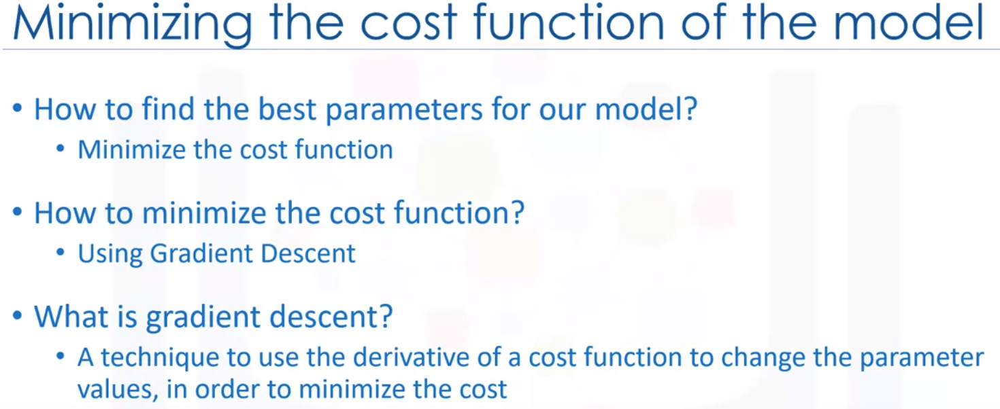 Minimizing the cost function of the model
• How to find the best parameters for our model?
• Minimize the cost function
• How to minimize the cost function?
• Using Gradient Descent
• What is gradient descent?
• A technique to use the derivative of a cost function to change the parameter
values, in order to minimize the cost